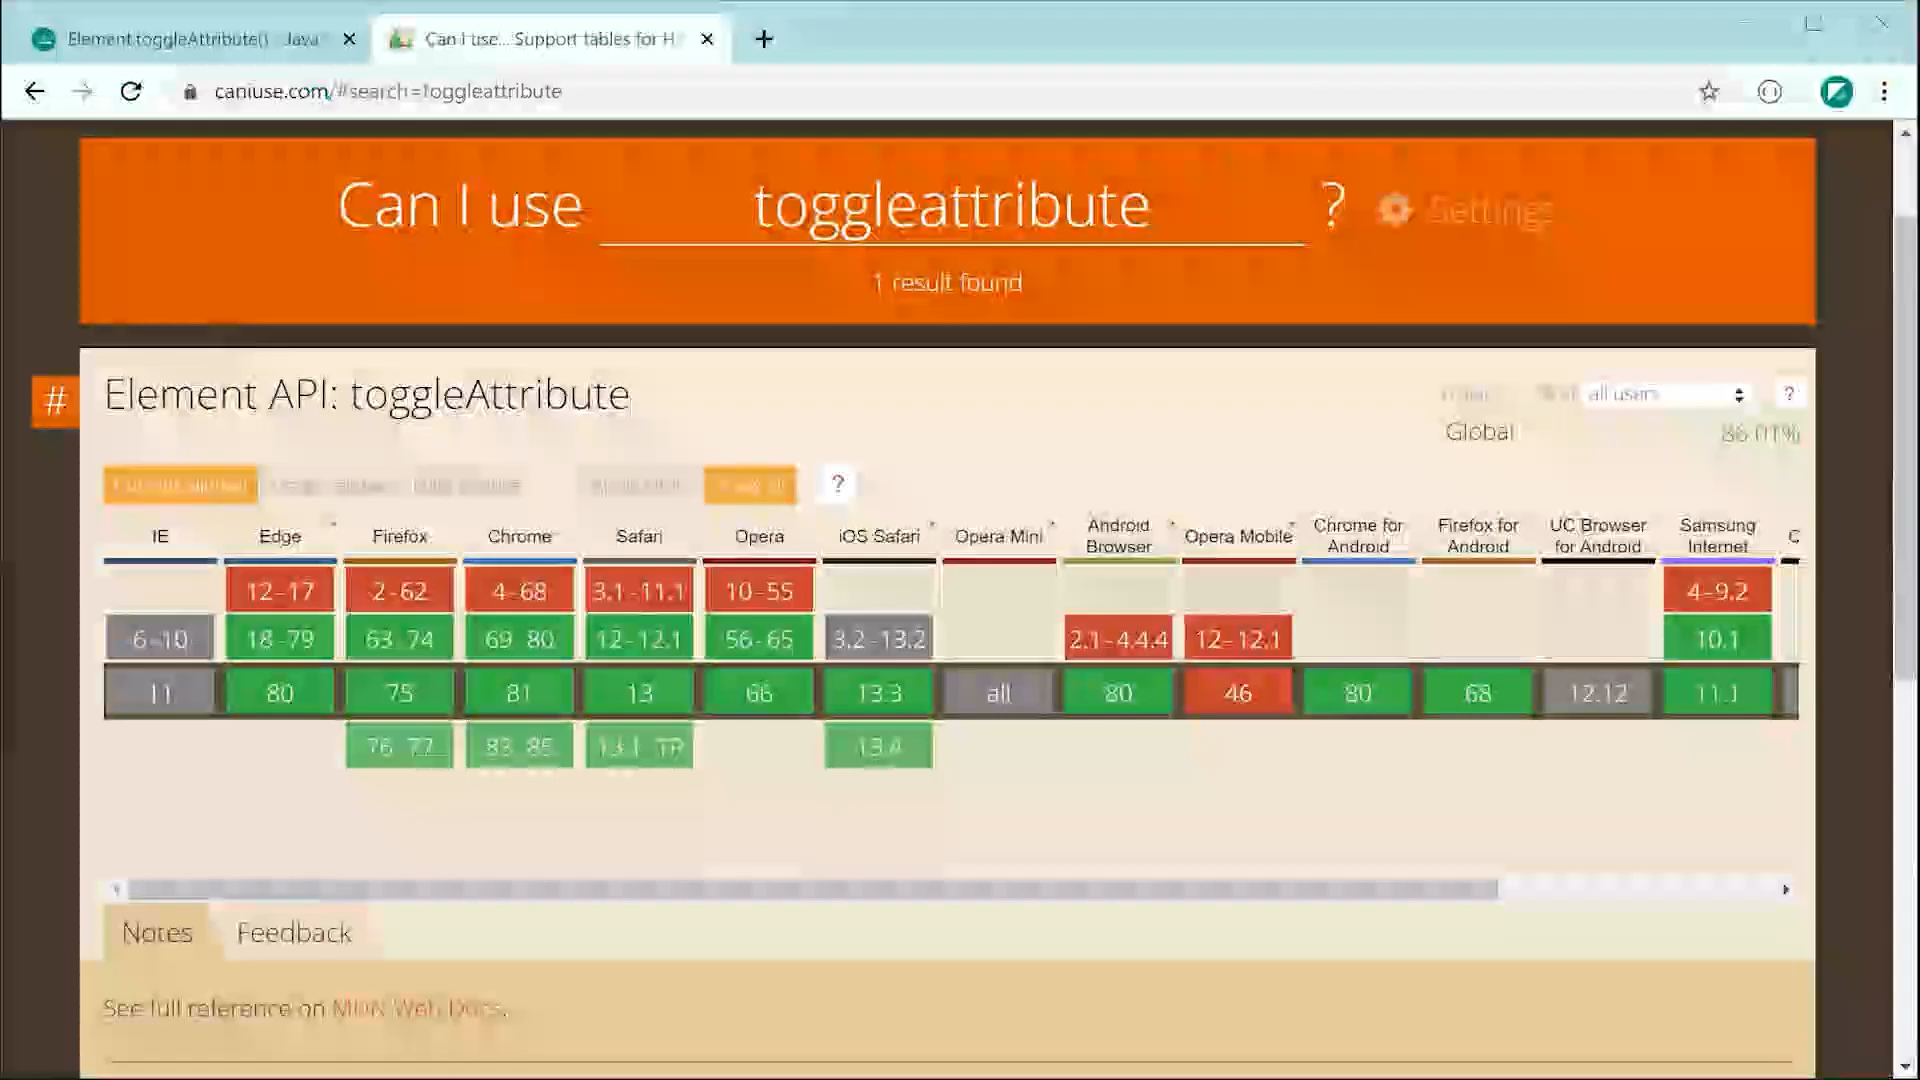 Element.toggleAttribute() - Java
Can I use... Support tables for H
caniuse.com/#search=toggleattribute
Can I use toggleattribute ? Settings
1 result found
#
Element API: toggleAttribute
all users
?
Global 86.01%
?
IE Edge Firefox Chrome Safari Opera iOS Safari Opera Mini Android Browser Opera Mobile Chrome for Android Firefox for Android UC Browser for Android Samsung Internet C
12-17 2-62 4-68 3.1-11.1 10-55 4-9.2
6-10 18-79 63-74 69-80 12-12.1 56-65 3.2-13.2 2.1-4.4.4 12-12.1 10.1
11 80 75 81 13 66 13.3 all 80 46 80 68 12.12 11.1
76-77 83-85 13.1-TP 13.4
Notes Feedback
See full reference on MDN Web Docs.